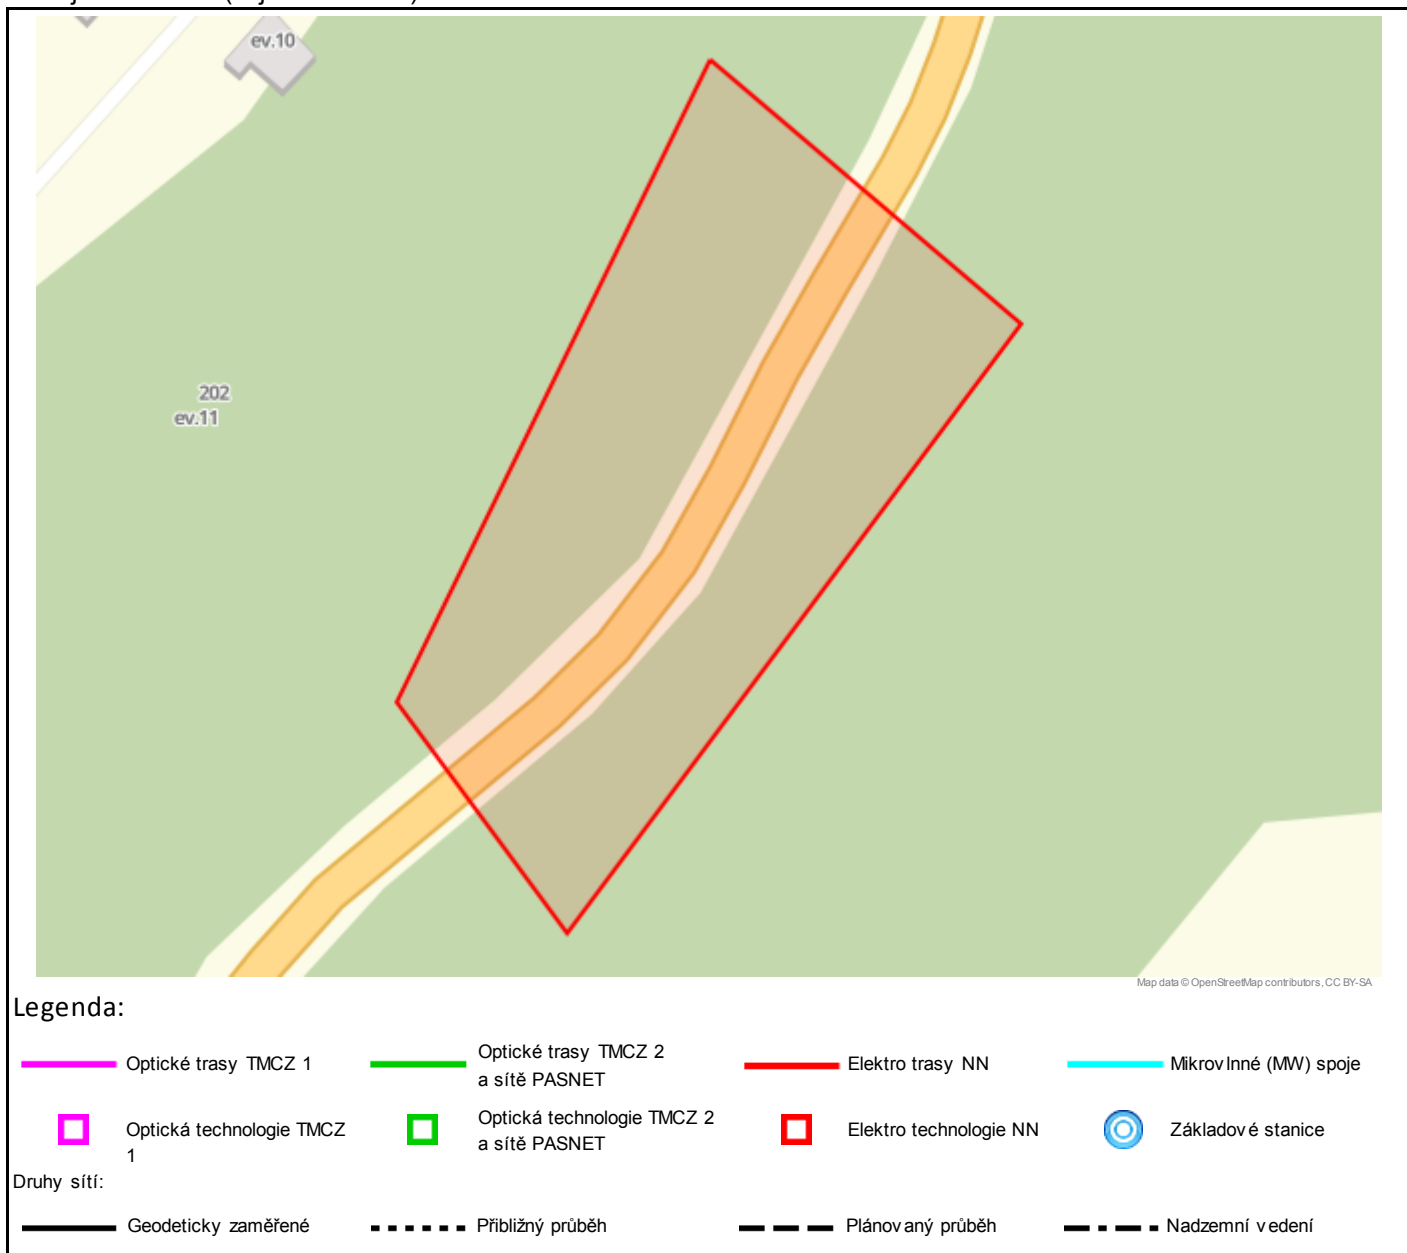 ev.10
202
ev.11
Map data © OpenStreetMap contributors, CC BY-SA
Legenda:
Optické trasy TMCZ 1
Optické trasy TMCZ 2
a sítě PASNET
Elektro trasy NN
Mikrovlnné (MW) spoje
Optická technologie TMCZ
1
Optická technologie TMCZ 2
a sítě PASNET
Elektro technologie NN
Základové stanice
Druhy sítí:
Geodeticky zaměřené
Přibližný průběh
Plánovaný průběh
Nadzemní vedení